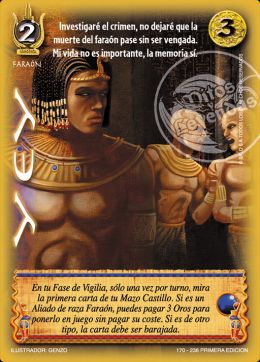 2
Investigaré el crimen, no dejaré que la
muerte del faraón pase sin ser vengada.
Mi vida no es importante, la memoria sí.
3
FARAÓN
AY
En tu Fase de Vigilia, sólo una vez por turno, mira
la primera carta de tu Mazo Castillo. Si es un
Aliado de raza Faraón, puedes pagar 3 Oros para
ponerlo en juego sin pagar su coste. Si es de otro
tipo, la carta debe ser barajada.
ILUSTRADOR: GENZO
170 - 236 PRIMERA EDICION